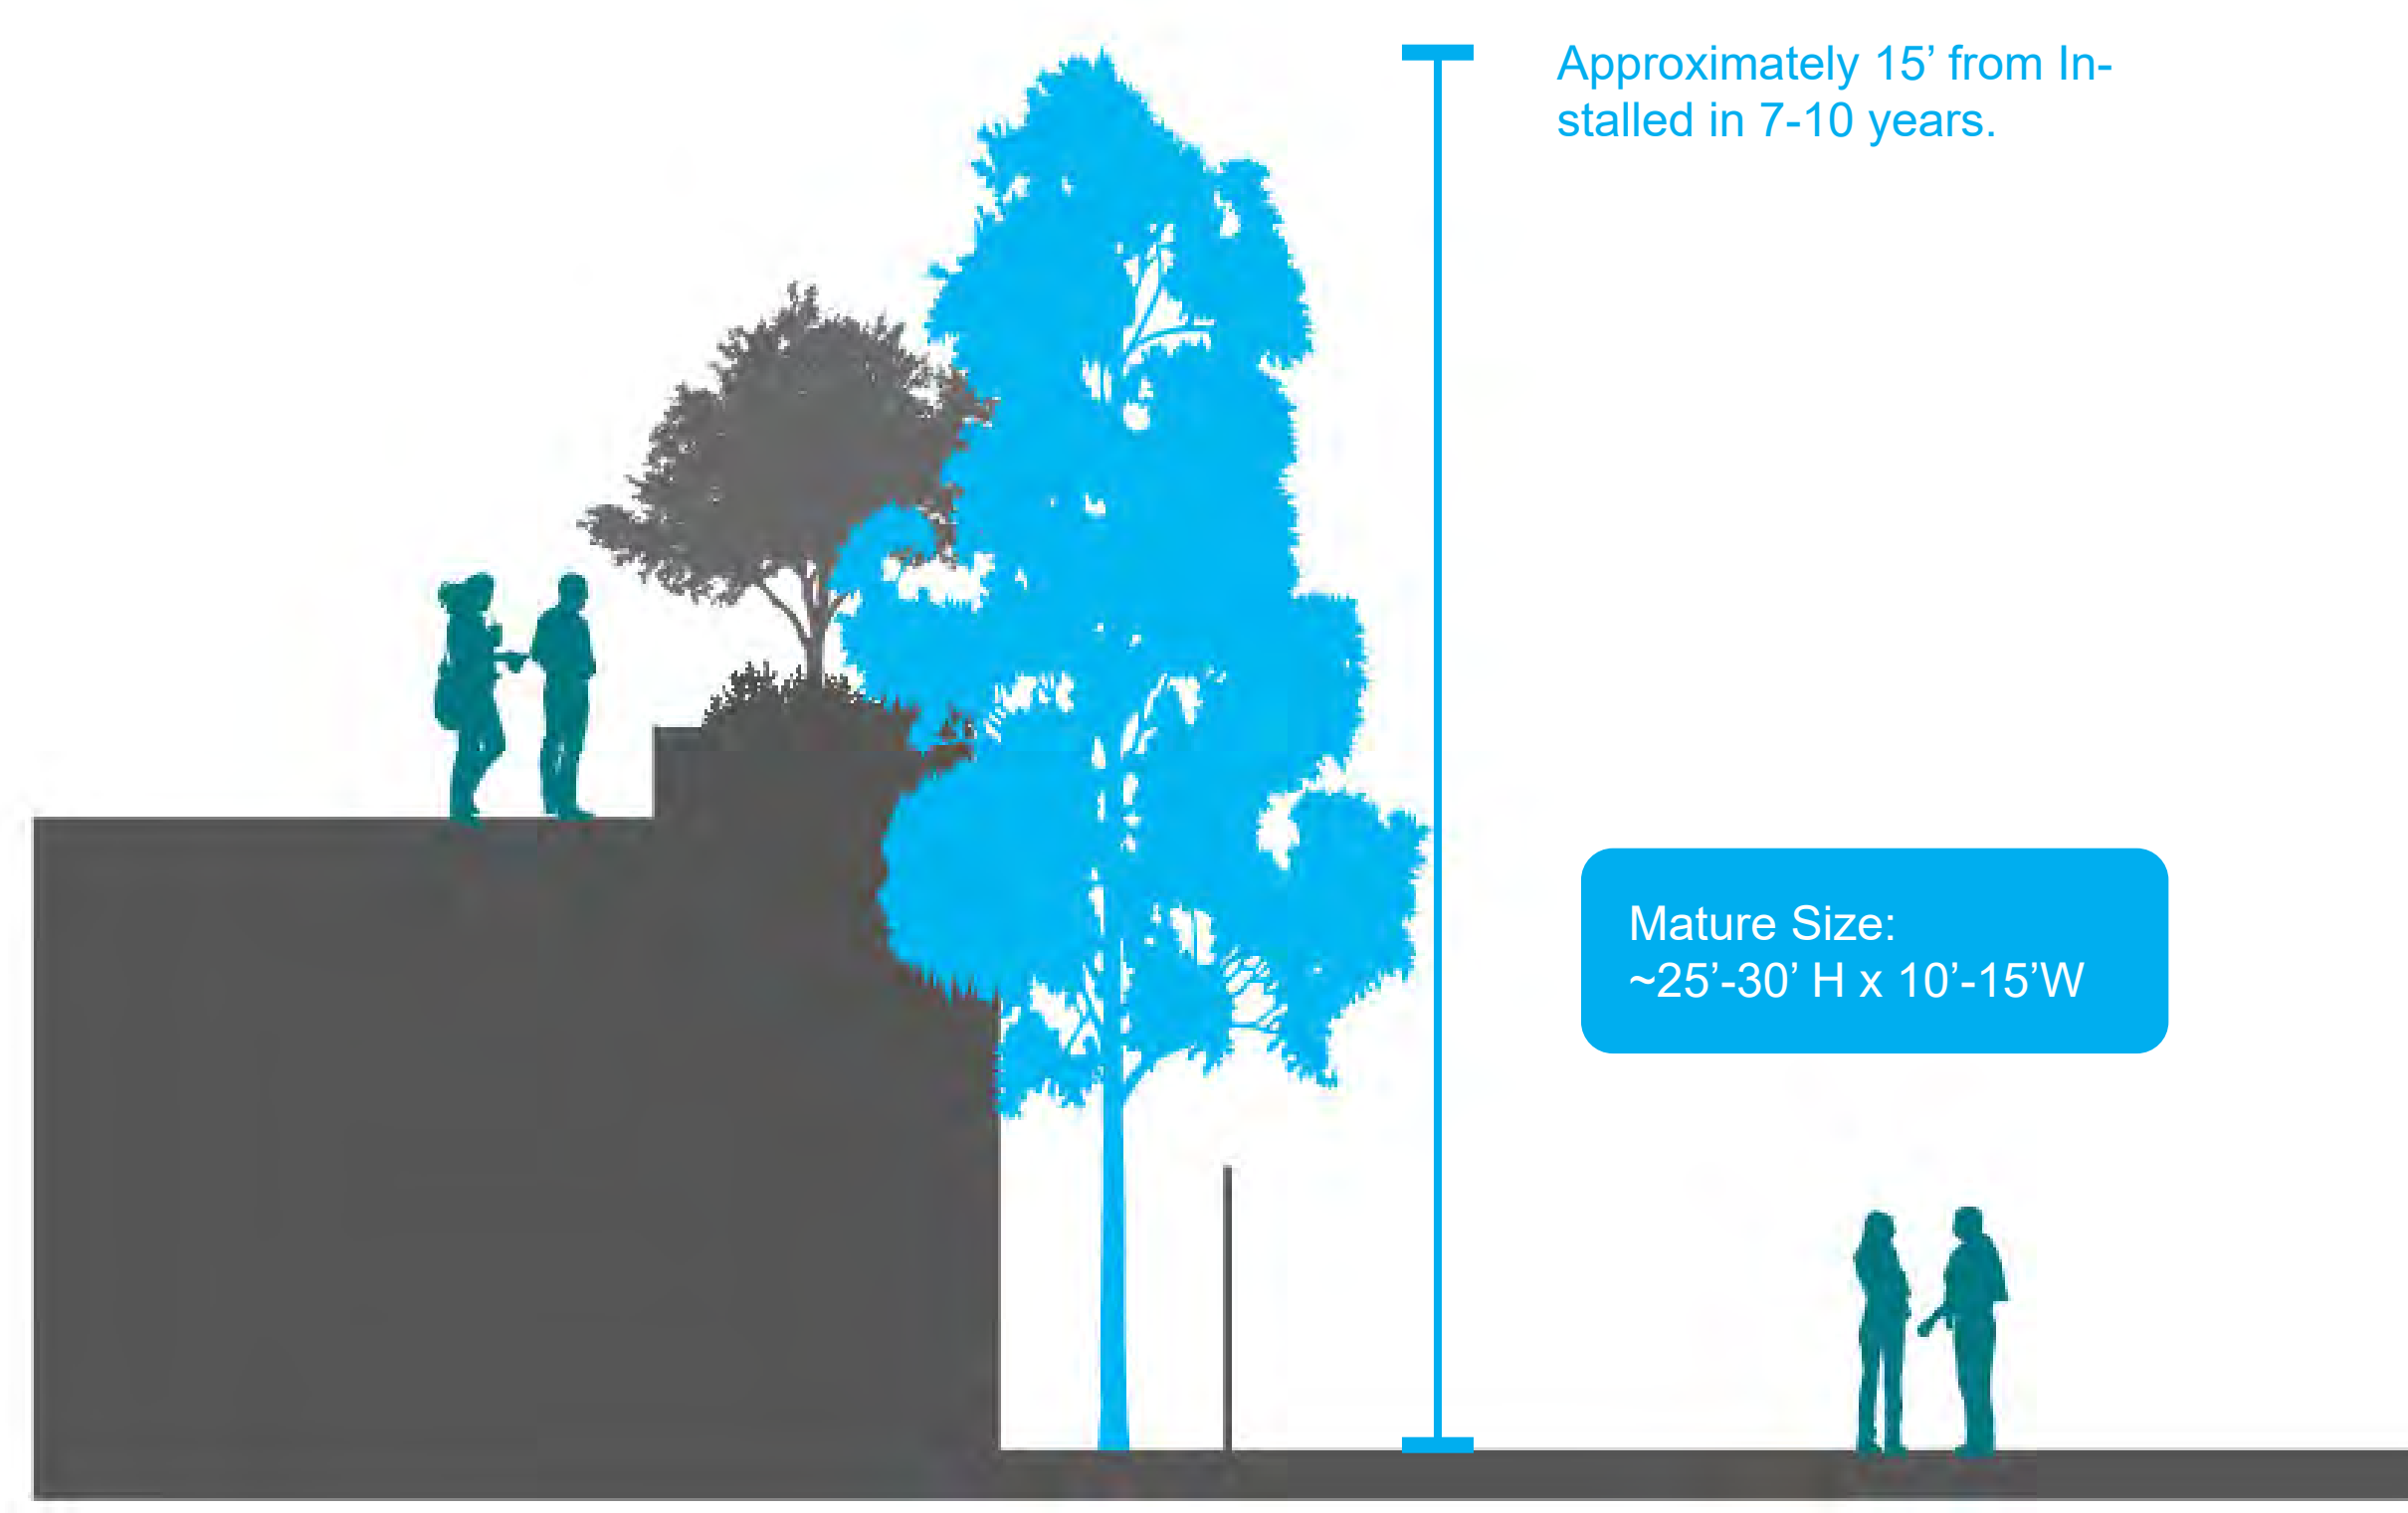 Approximately 15’ from In-
stalled in 7-10 years.
Mature Size:
~25’-30’ H x 10’-15’W